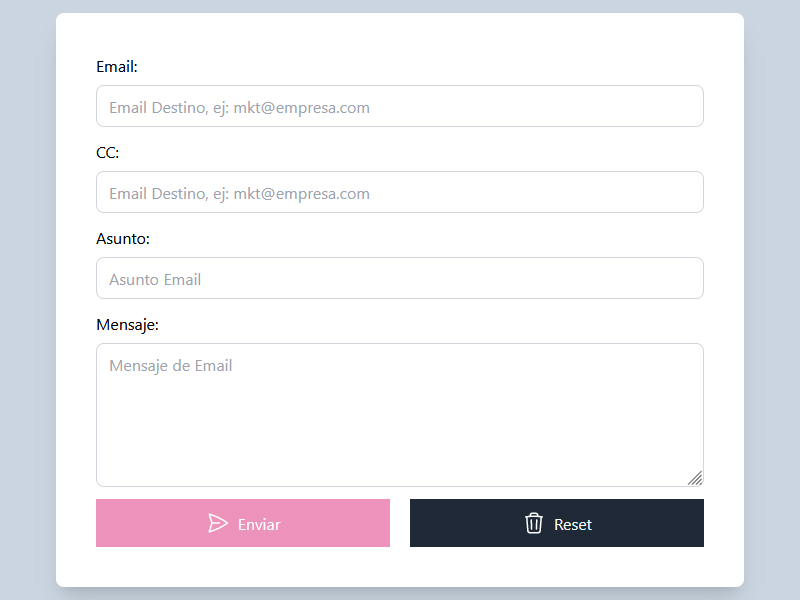 Email:
Email Destino, ej: mkt@empresa.com
CC:
Email Destino, ej: mkt@empresa.com
Asunto:
Asunto Email
Mensaje:
Mensaje de Email
Enviar
Reset